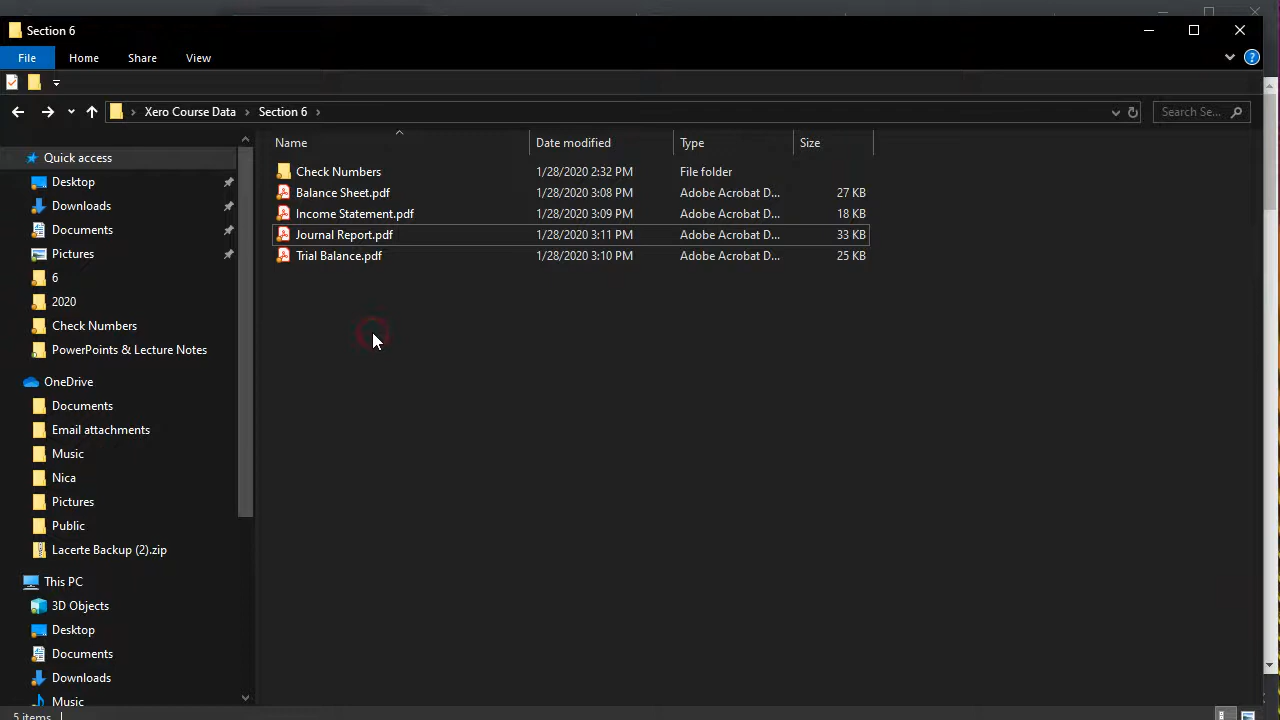 Section 6
File Home Share View
Xero Course Data Section 6 Search Se...
Name Date modified Type Size
Quick access
Desktop
Downloads
Documents
Pictures
6
2020
Check Numbers
PowerPoints & Lecture Notes
OneDrive
Documents
Email attachments
Music
Nica
Pictures
Public
Lacerte Backup (2).zip
This PC
3D Objects
Desktop
Documents
Downloads
Music
Check Numbers 1/28/2020 2:32 PM File folder
Balance Sheet.pdf 1/28/2020 3:08 PM Adobe Acrobat D... 27 KB
Income Statement.pdf 1/28/2020 3:09 PM Adobe Acrobat D... 18 KB
Journal Report.pdf 1/28/2020 3:11 PM Adobe Acrobat D... 33 KB
Trial Balance.pdf 1/28/2020 3:10 PM Adobe Acrobat D... 25 KB
5 items